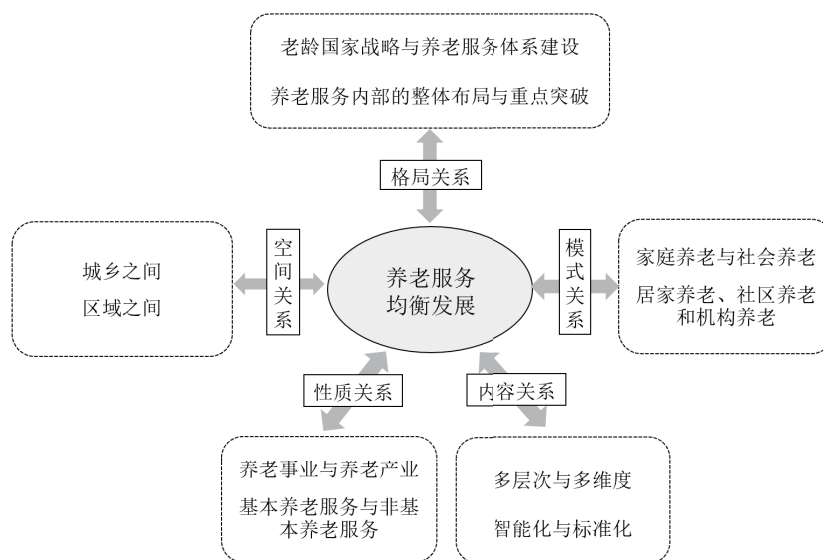 老龄国家战略与养老服务体系建设
养老服务内部的整体布局与重点突破
格局关系
空间关系
城乡之间
区域之间
养老服务
均衡发展
模式关系
家庭养老与社会养老
居家养老、社区养老
和机构养老
性质关系
内容关系
养老事业与养老产业
基本养老服务与非基
本养老服务
多层次与多维度
智能化与标准化